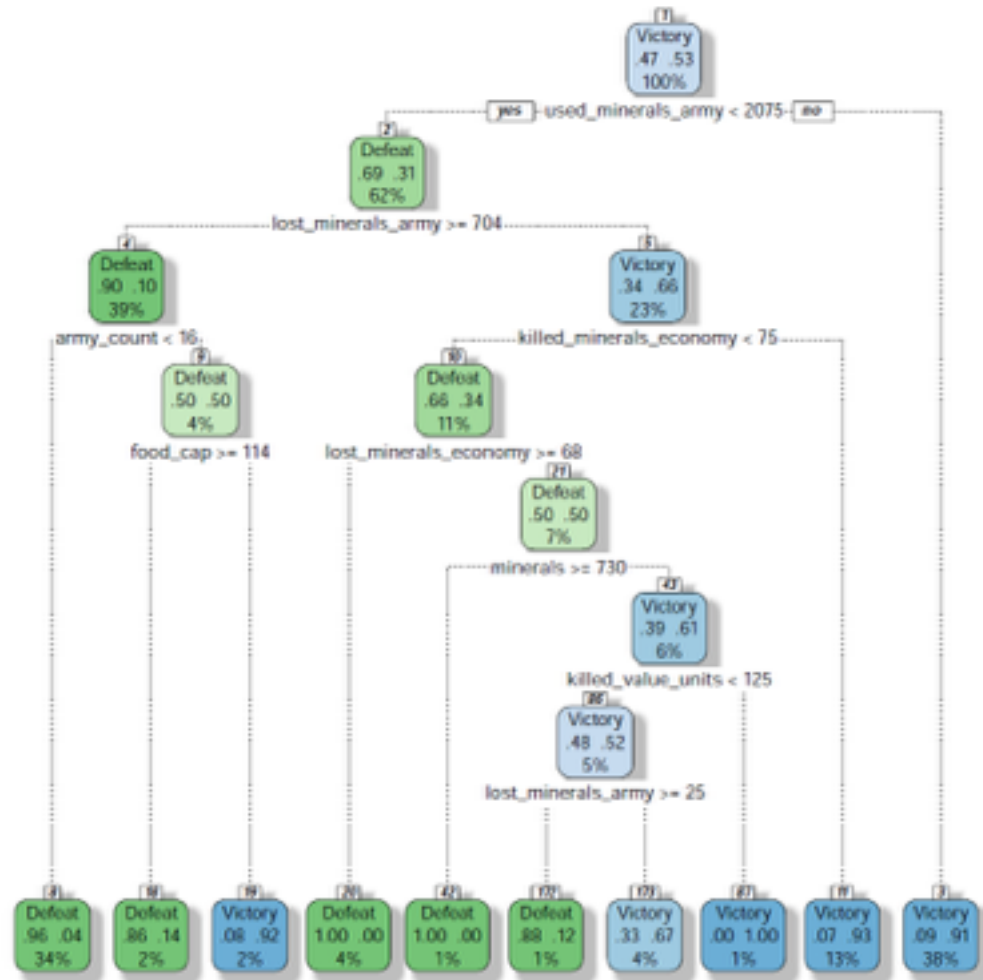 1
Victory
.47 .53
100%
yes used_minerals_army < 2075 no
2
Defeat
.69 .31
62%
lost_minerals_army >= 704
4 5
Defeat Victory
.90 .10 .34 .66
39% 23%
army_count < 16 killed_minerals_economy < 75
9 10
Defeat Defeat
.50 .50 .66 .34
4% 11%
food_cap >= 114 lost_minerals_economy >= 68
21
Defeat
.50 .50
7%
minerals >= 730
43
Victory
.39 .61
6%
killed_value_units < 125
86
Victory
.48 .52
5%
lost_minerals_army >= 25
8 18 19 20 42 172 173 87 11 3
Defeat Defeat Victory Defeat Defeat Defeat Victory Victory Victory Victory
.96 .04 .86 .14 .08 .92 1.00 .00 1.00 .00 .88 .12 .33 .67 .00 1.00 .07 .93 .09 .91
34% 2% 2% 4% 1% 1% 4% 1% 13% 38%